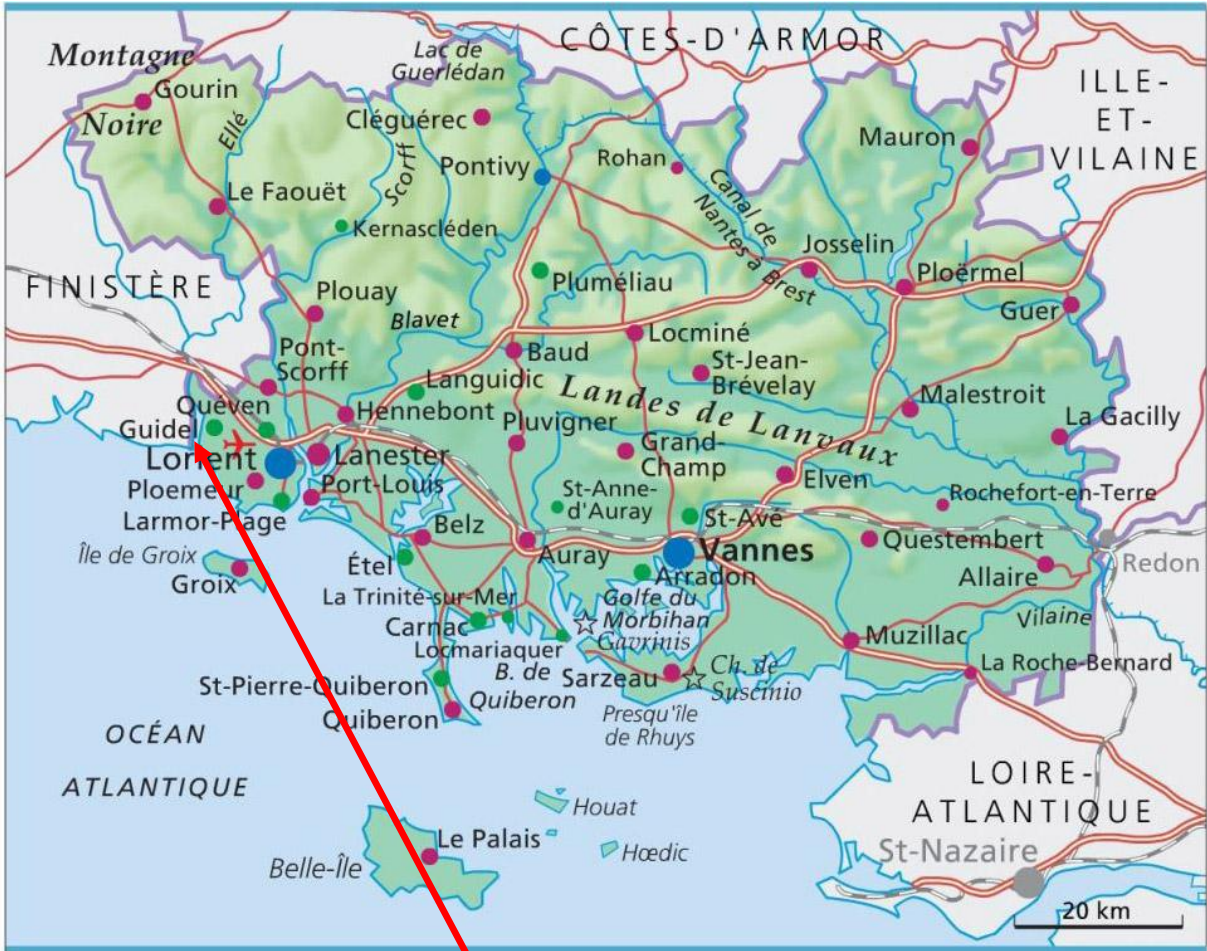 CÔTES-D'ARMOR
Montagne
Noire
Lac de
Guerlédan
ILLE-
ET-
VILAINE
Gourin
Ellé
Cléguérec
Scorff
Mauron
Pontivy
Rohan
Canal de
Nantes à Brest
Le Faouët
Kernascléden
Josselin
Ploërmel
FINISTÈRE
Pluméliau
Plouay
Blavet
Guer
Locminé
Pont-
Scorff
Baud
St-Jean-
Brévelay
Languidic
Landes de Lanvaux
Malestroit
Quéven
Hennebont
Pluvigner
La Gacilly
Guidel
Grand-
Champ
Lorient
Lanester
Elven
Ploemeur
Port-Louis
St-Anne-
d'Auray
Rochefort-en-Terre
Larmor-Plage
Belz
St-Avé
Île de Groix
Groix
Étel
Auray
Vannes
Questembert
Redon
Arradon
Allaire
La Trinité-sur-Mer
Golfe du
Morbihan
Gavrinis
Carnac
Locmariaquer
Muzillac
Vilaine
B. de
Quiberon
Sarzeau
Ch. de
Suscinio
La Roche-Bernard
St-Pierre-Quiberon
Quiberon
Presqu'île
de Rhuys
OCÉAN
ATLANTIQUE
LOIRE-
ATLANTIQUE
Houat
Le Palais
Hœdic
Belle-Île
St-Nazaire
20 km